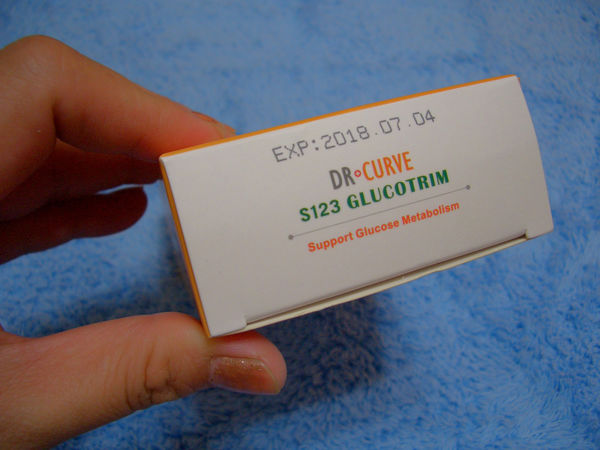 EXP:2018.07.04
DR•CURVE
S123 GLUCOTRIM
Support Glucose Metabolism